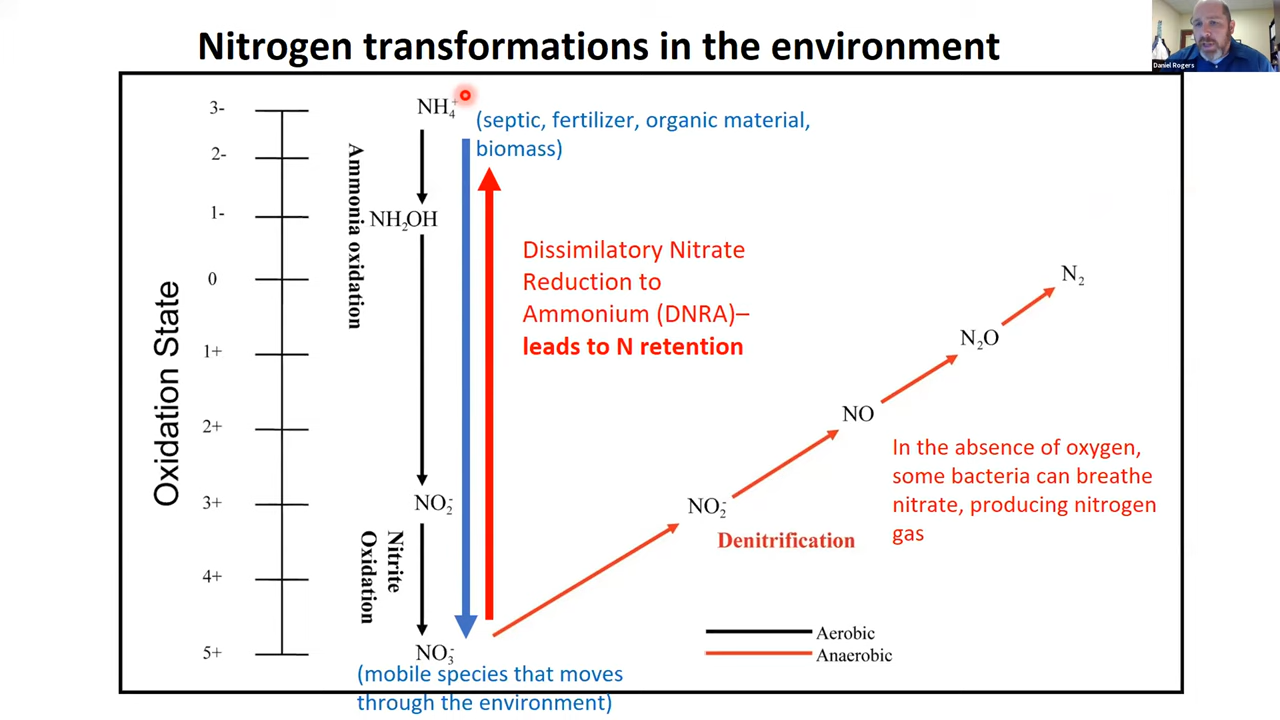 Nitrogen transformations in the environment
Daniel Rogers
Oxidation State
3-
2-
1-
0
1+
2+
3+
4+
5+
Ammonia oxidation
Nitrite
Oxidation
NH₄⁺
NH₂OH
NO₂⁻
NO₃⁻
(septic, fertilizer, organic material,
biomass)
Dissimilatory Nitrate
Reduction to
Ammonium (DNRA)–
leads to N retention
(mobile species that moves
through the environment)
NO₂⁻
NO
N₂O
N₂
Denitrification
In the absence of oxygen,
some bacteria can breathe
nitrate, producing nitrogen
gas
Aerobic
Anaerobic